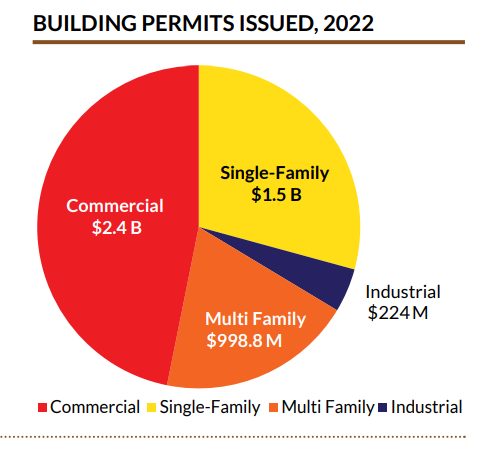 BUILDING PERMITS ISSUED, 2022
Single-Family
$1.5 B
Commercial
$2.4 B
Industrial
$224 M
Multi Family
$998.8 M
Commercial Single-Family Multi Family Industrial